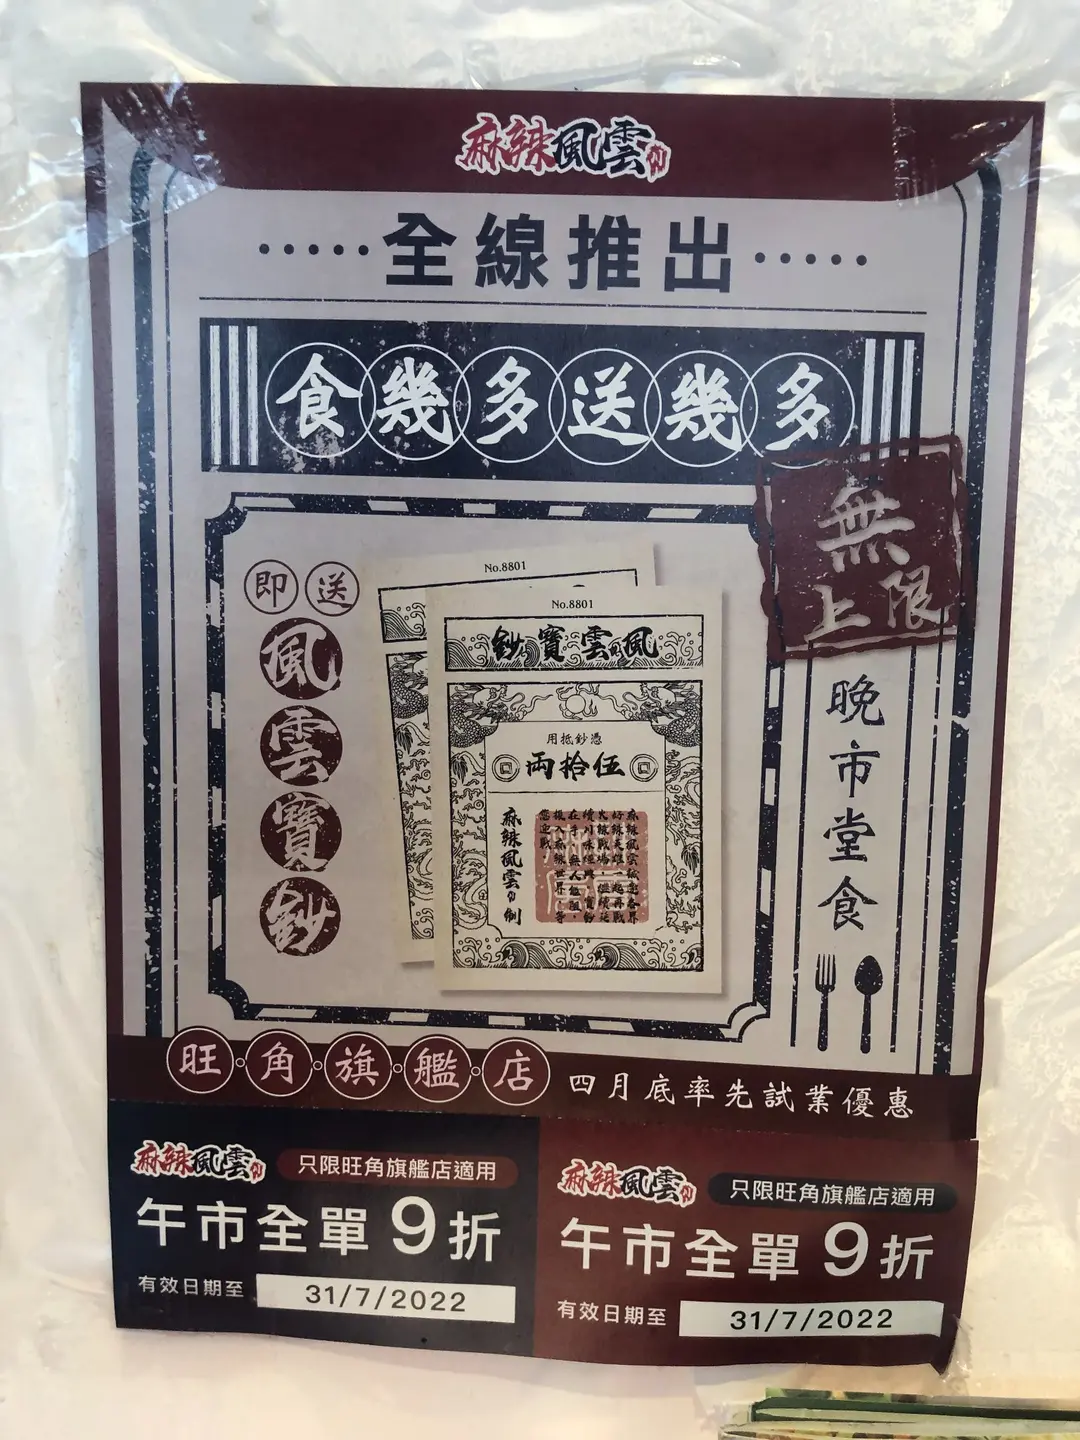 麻辣風雲
全線推出
食幾多送幾多
無上限
即送
風雲寶鈔
No.8801
No.8801
鈔寶雲風
用抵鈔憑
両拾伍
麻辣風雲
晚市堂食
旺角旗艦店
四月底率先試業優惠
麻辣風雲
只限旺角旗艦店適用
午市全單9折
有效日期至
31/7/2022
麻辣風雲
只限旺角旗艦店適用
午市全單9折
有效日期至
31/7/2022